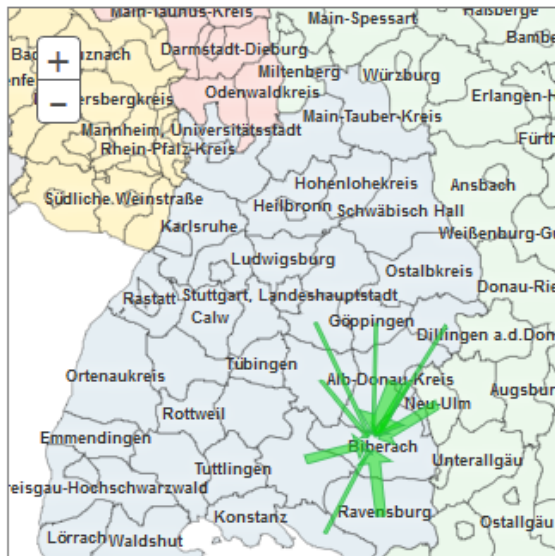 Main-Taunus-Kreis
Main-Spessart
Haßberge
+
Darmstadt-Dieburg
Bamberg
Miltenberg
Würzburg
−
Odenwaldkreis
Erlangen-H
Main-Tauber-Kreis
Mannheim, Universitätsstadt
Fürth
Rhein-Pfalz-Kreis
Hohenlohekreis
Ansbach
Südliche Weinstraße
Heilbronn
Schwäbisch Hall
Karlsruhe
Weißenburg-Gu
Ludwigsburg
Ostalbkreis
Donau-Rie
Rastatt
Stuttgart, Landeshauptstadt
Calw
Göppingen
Dillingen a.d.Don
Tübingen
Ortenaukreis
Alb-Donau-Kreis
Augsbur
Neu-Ulm
Rottweil
Emmendingen
Biberach
Tuttlingen
Unterallgäu
reisgau-Hochschwarzwald
Konstanz
Ravensburg
Ostallgäu
Lörrach
Waldshut